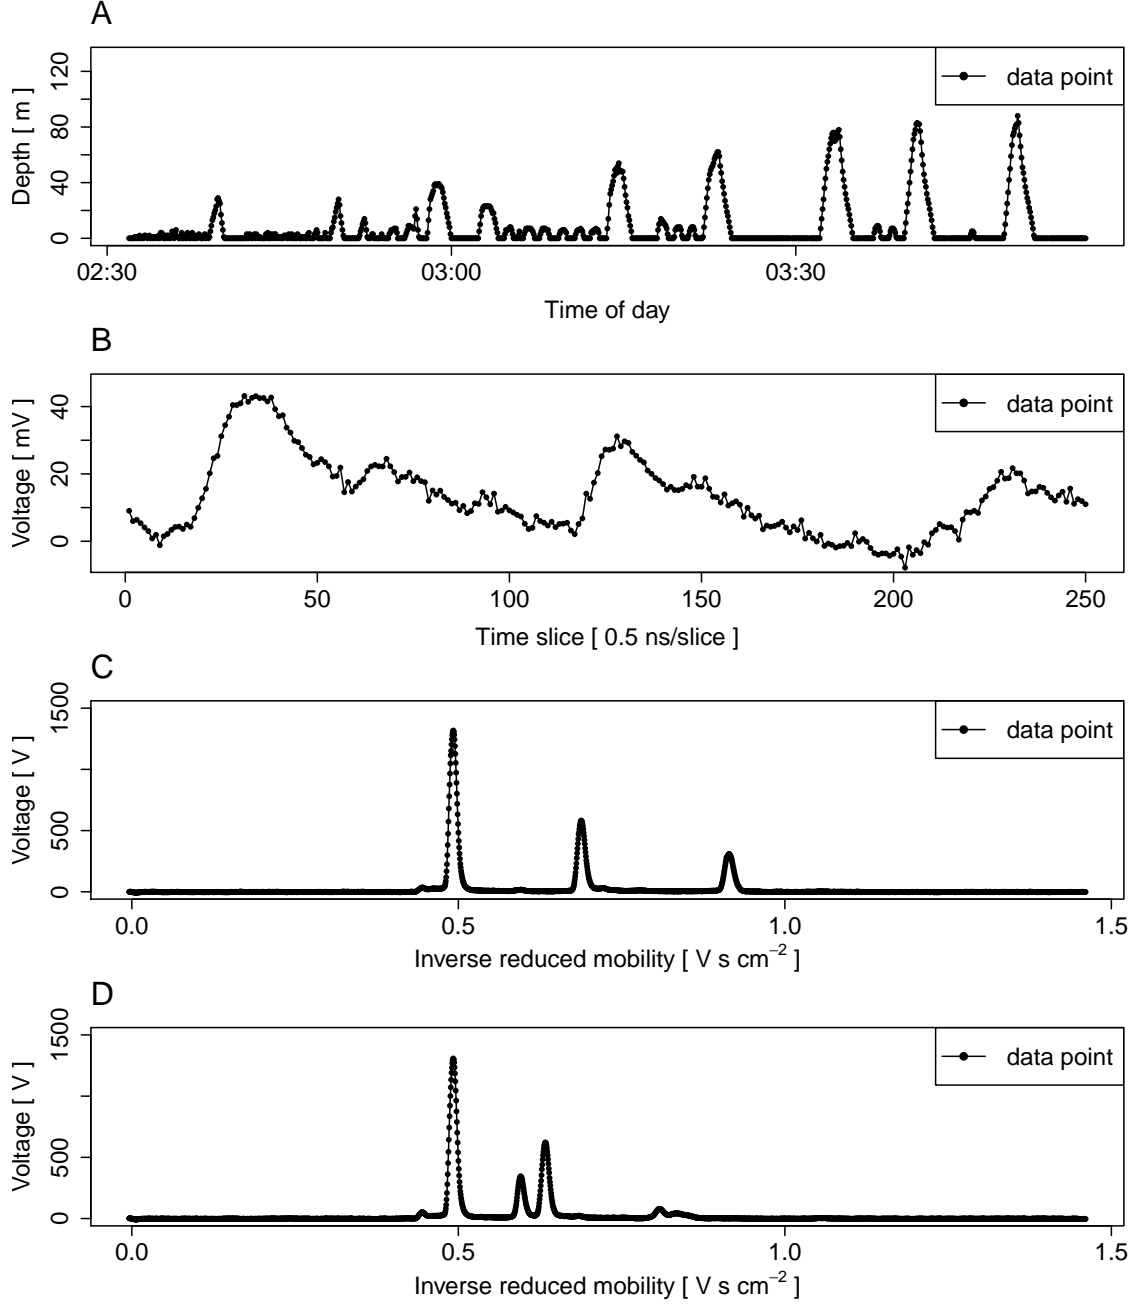 A
Depth [ m ]
0 40 80 120
data point
02:30 03:00 03:30
Time of day
B
Voltage [ mV ]
0 20 40
data point
0 50 100 150 200 250
Time slice [ 0.5 ns/slice ]
C
Voltage [ V ]
0 500 1500
data point
0.0 0.5 1.0 1.5
Inverse reduced mobility [ V s cm⁻² ]
D
Voltage [ V ]
0 500 1500
data point
0.0 0.5 1.0 1.5
Inverse reduced mobility [ V s cm⁻² ]